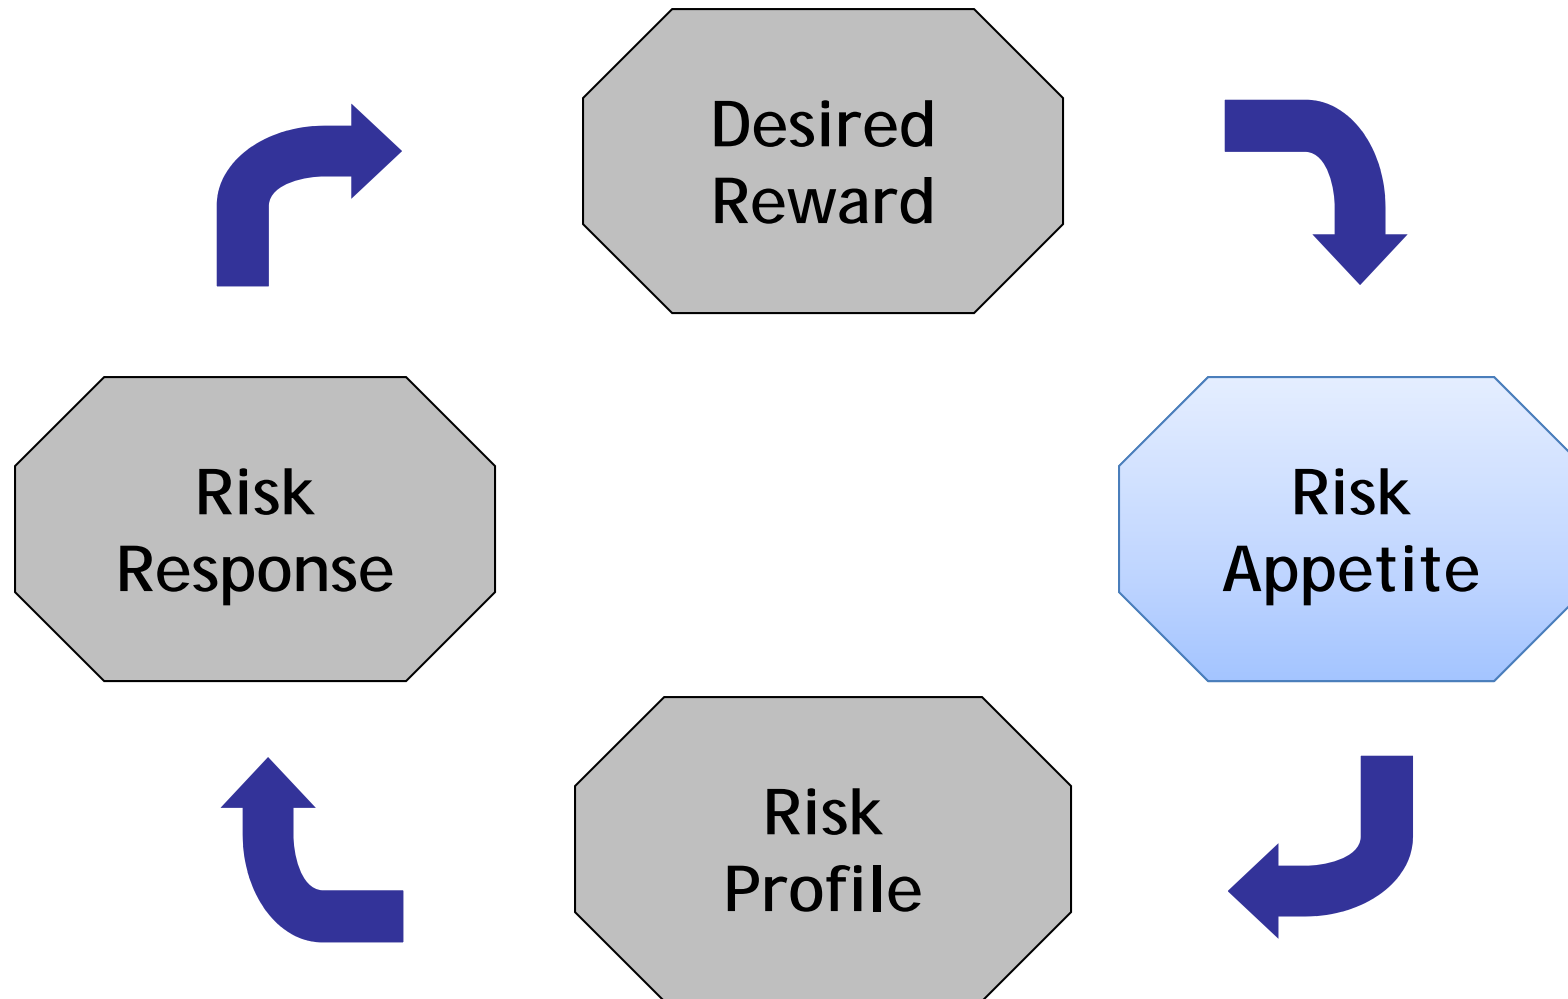 Desired
Reward
Risk
Response
Risk
Appetite
Risk
Profile